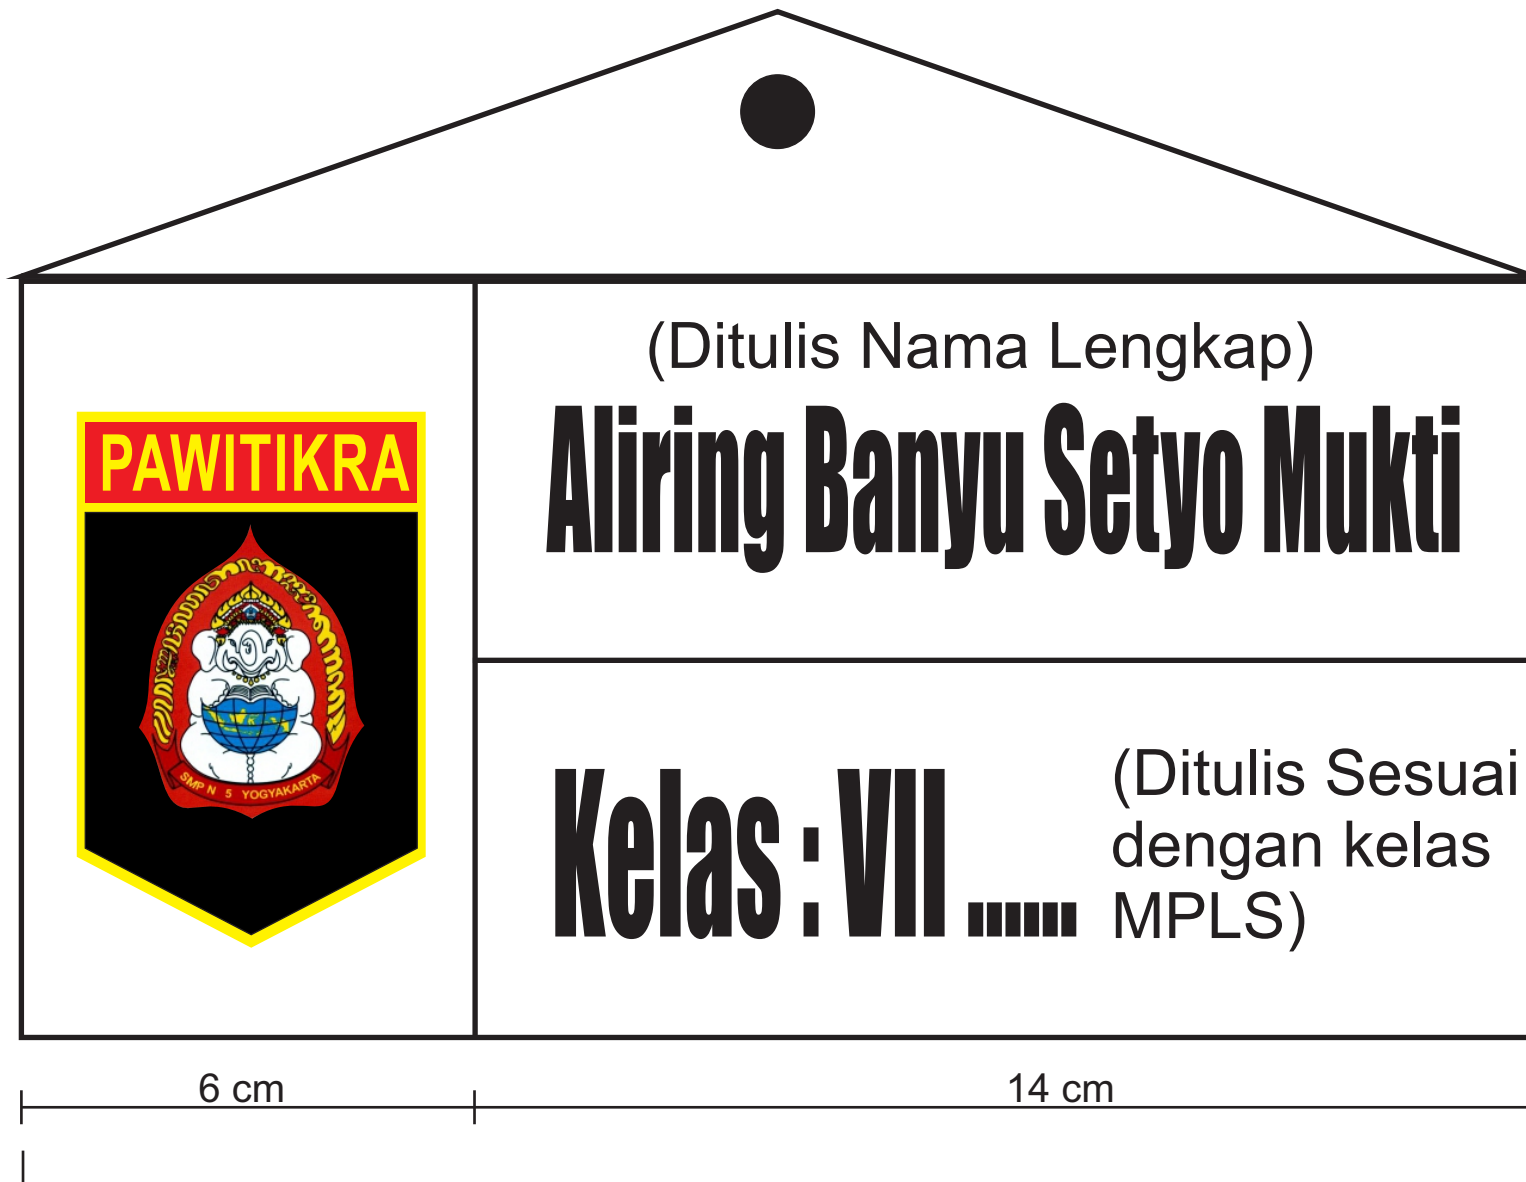 (Ditulis Nama Lengkap)
Aliring Banyu Setyo Mukti
PAWITIKRA
SMP N 5 YOGYAKARTA
Kelas : VII ......
(Ditulis Sesuai
dengan kelas
MPLS)
6 cm
14 cm